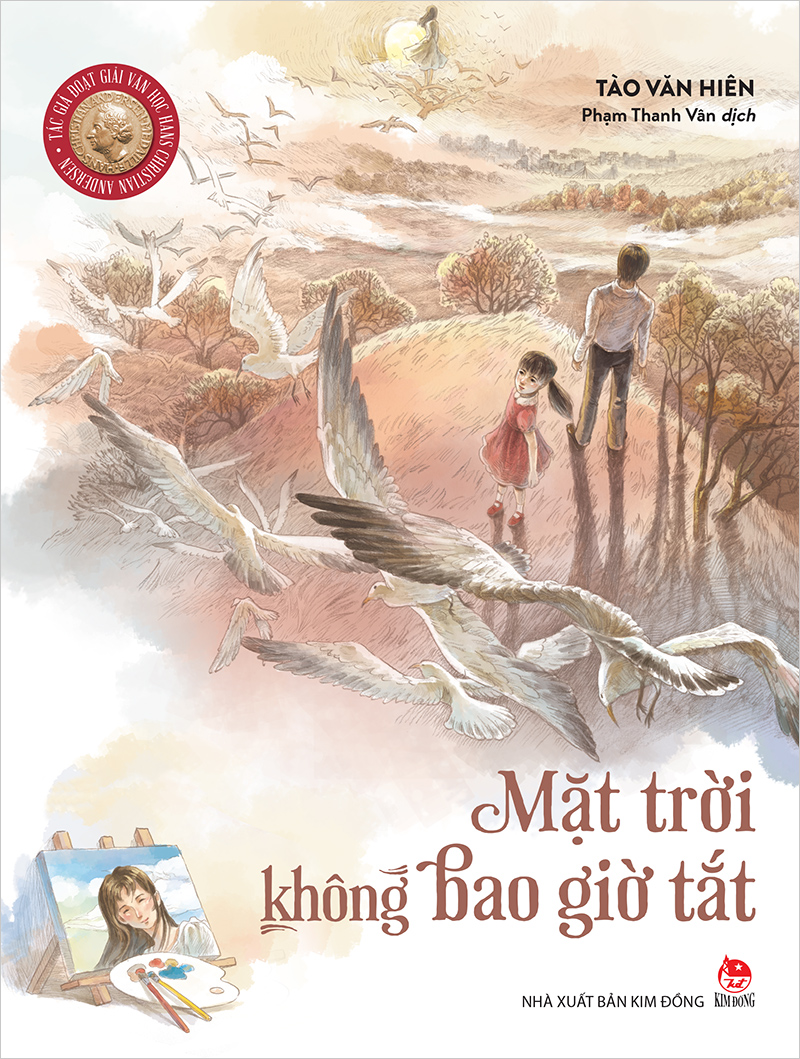 TÁC GIẢ ĐOẠT GIẢI VĂN HỌC HANS CHRISTIAN ANDERSEN
TÀO VĂN HIÊN
Phạm Thanh Vân dịch
Mặt trời
không bao giờ tắt
NHÀ XUẤT BẢN KIM ĐỒNG
KIM ĐỒNG